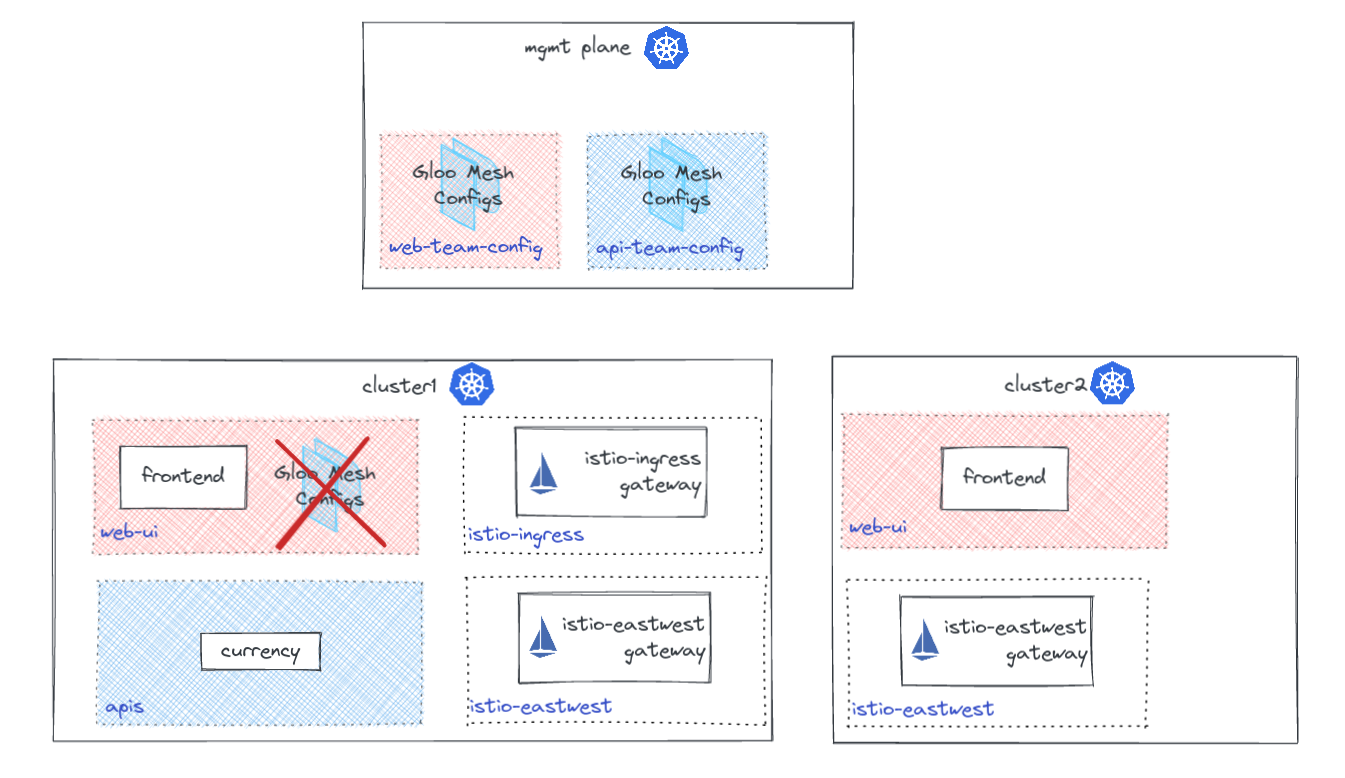 mgmt plane
Gloo Mesh
Configs
web-team-config
Gloo Mesh
Configs
api-team-config
cluster1
frontend
Gloo Mesh
Configs
web-ui
istio-ingress
gateway
istio-ingress
currency
apis
istio-eastwest
gateway
istio-eastwest
cluster2
frontend
web-ui
istio-eastwest
gateway
istio-eastwest